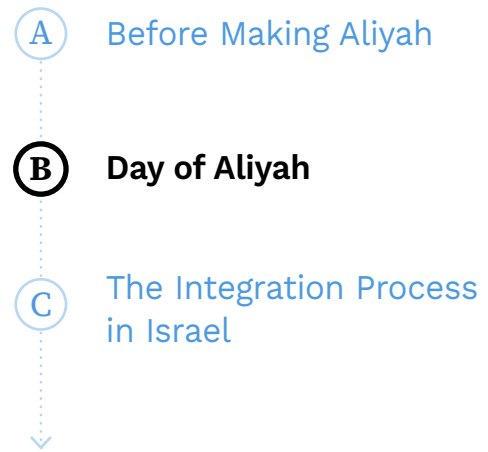 A Before Making Aliyah
B Day of Aliyah
C The Integration Process
in Israel